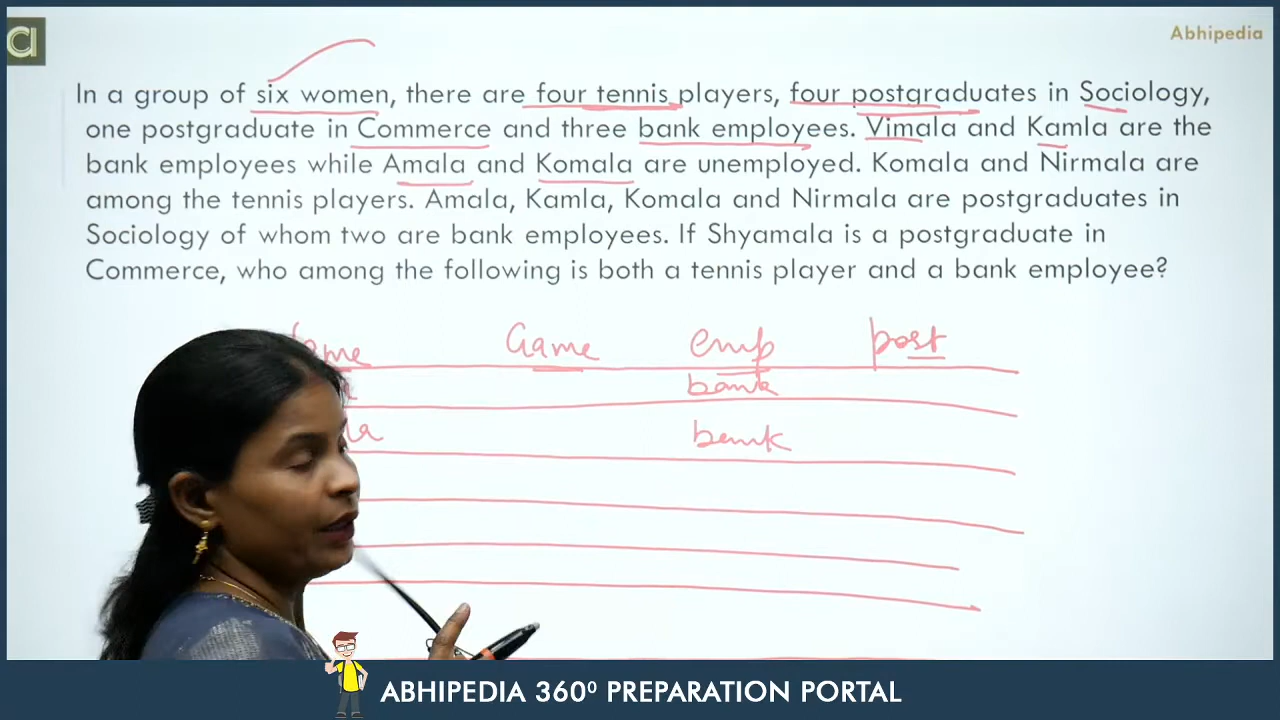 Abhipedia
In a group of six women, there are four tennis players, four postgraduates in Sociology,
one postgraduate in Commerce and three bank employees. Vimala and Kamla are the
bank employees while Amala and Komala are unemployed. Komala and Nirmala are
among the tennis players. Amala, Kamla, Komala and Nirmala are postgraduates in
Sociology of whom two are bank employees. If Shyamala is a postgraduate in
Commerce, who among the following is both a tennis player and a bank employee?
Game emp post
bank
bank
ABHIPEDIA 360⁰ PREPARATION PORTAL